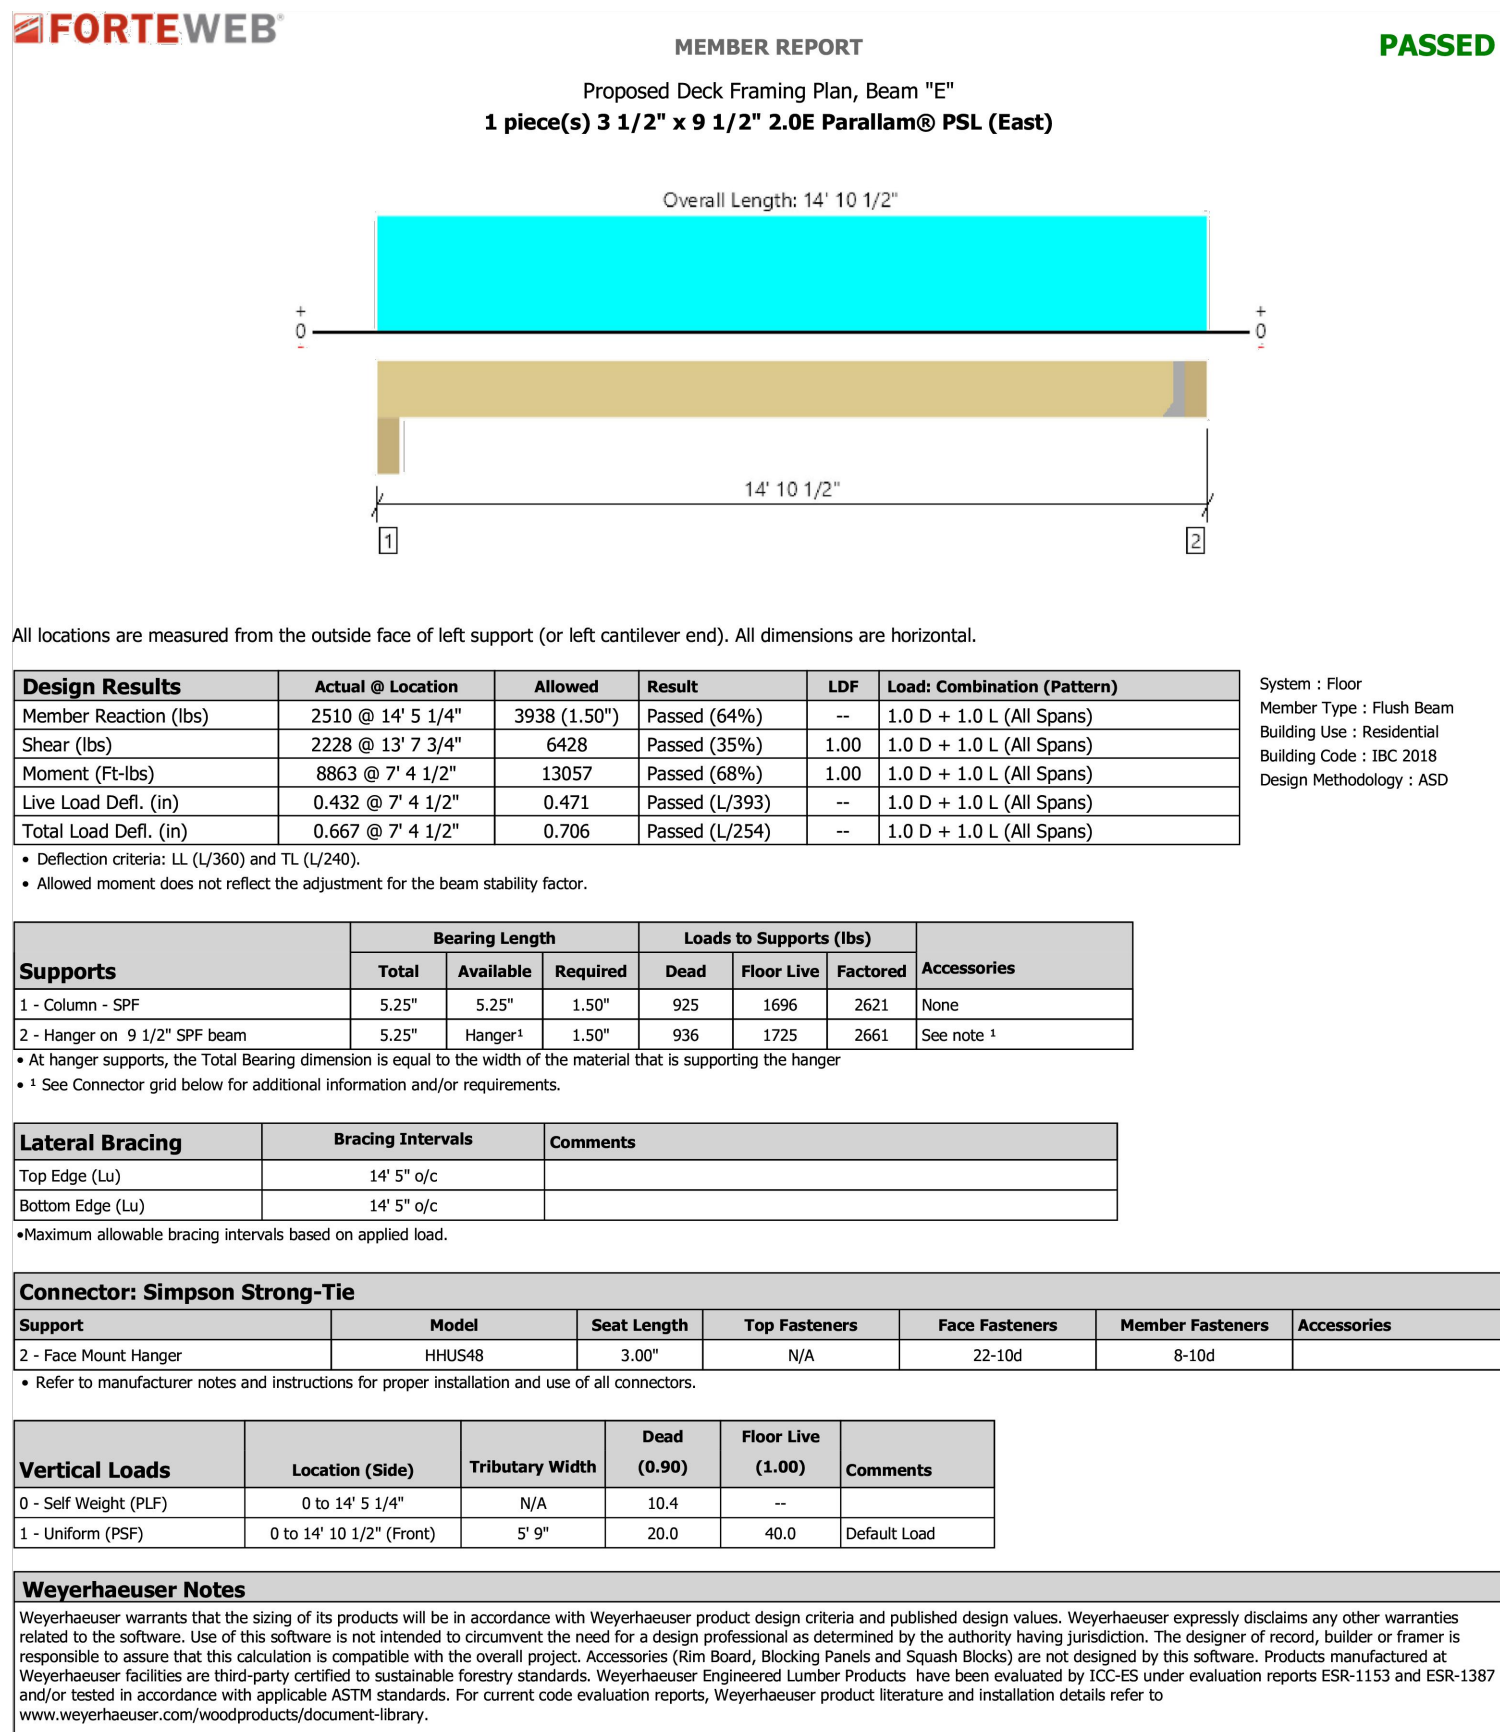 FORTEWEB®
MEMBER REPORT
PASSED
Proposed Deck Framing Plan, Beam "E"
1 piece(s) 3 1/2" x 9 1/2" 2.0E Parallam® PSL (East)
Overall Length: 14' 10 1/2"
+ +
0 0
- -
14' 10 1/2"
1 2
All locations are measured from the outside face of left support (or left cantilever end). All dimensions are horizontal.
Design Results Actual @ Location Allowed Result LDF Load: Combination (Pattern)
Member Reaction (lbs) 2510 @ 14' 5 1/4" 3938 (1.50") Passed (64%) -- 1.0 D + 1.0 L (All Spans)
Shear (lbs) 2228 @ 13' 7 3/4" 6428 Passed (35%) 1.00 1.0 D + 1.0 L (All Spans)
Moment (Ft-lbs) 8863 @ 7' 4 1/2" 13057 Passed (68%) 1.00 1.0 D + 1.0 L (All Spans)
Live Load Defl. (in) 0.432 @ 7' 4 1/2" 0.471 Passed (L/393) -- 1.0 D + 1.0 L (All Spans)
Total Load Defl. (in) 0.667 @ 7' 4 1/2" 0.706 Passed (L/254) -- 1.0 D + 1.0 L (All Spans)
System : Floor
Member Type : Flush Beam
Building Use : Residential
Building Code : IBC 2018
Design Methodology : ASD
• Deflection criteria: LL (L/360) and TL (L/240).
• Allowed moment does not reflect the adjustment for the beam stability factor.
Bearing Length Loads to Supports (lbs)
Supports Total Available Required Dead Floor Live Factored Accessories
1 - Column - SPF 5.25" 5.25" 1.50" 925 1696 2621 None
2 - Hanger on 9 1/2" SPF beam 5.25" Hanger¹ 1.50" 936 1725 2661 See note ¹
• At hanger supports, the Total Bearing dimension is equal to the width of the material that is supporting the hanger
• ¹ See Connector grid below for additional information and/or requirements.
Lateral Bracing Bracing Intervals Comments
Top Edge (Lu) 14' 5" o/c
Bottom Edge (Lu) 14' 5" o/c
•Maximum allowable bracing intervals based on applied load.
Connector: Simpson Strong-Tie
Support Model Seat Length Top Fasteners Face Fasteners Member Fasteners Accessories
2 - Face Mount Hanger HHUS48 3.00" N/A 22-10d 8-10d
• Refer to manufacturer notes and instructions for proper installation and use of all connectors.
Dead Floor Live
Vertical Loads Location (Side) Tributary Width (0.90) (1.00) Comments
0 - Self Weight (PLF) 0 to 14' 5 1/4" N/A 10.4 --
1 - Uniform (PSF) 0 to 14' 10 1/2" (Front) 5' 9" 20.0 40.0 Default Load
Weyerhaeuser Notes
Weyerhaeuser warrants that the sizing of its products will be in accordance with Weyerhaeuser product design criteria and published design values. Weyerhaeuser expressly disclaims any other warranties
related to the software. Use of this software is not intended to circumvent the need for a design professional as determined by the authority having jurisdiction. The designer of record, builder or framer is
responsible to assure that this calculation is compatible with the overall project. Accessories (Rim Board, Blocking Panels and Squash Blocks) are not designed by this software. Products manufactured at
Weyerhaeuser facilities are third-party certified to sustainable forestry standards. Weyerhaeuser Engineered Lumber Products have been evaluated by ICC-ES under evaluation reports ESR-1153 and ESR-1387
and/or tested in accordance with applicable ASTM standards. For current code evaluation reports, Weyerhaeuser product literature and installation details refer to
www.weyerhaeuser.com/woodproducts/document-library.